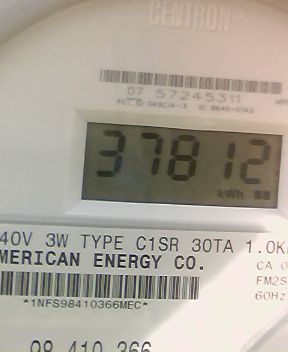 CENTRON
07 57245311
37812
kWh
40V 3W TYPE C1SR 30TA 1.0K
MERICAN ENERGY CO.
CA 0
FM2S
60Hz
*1NFS98410366MEC*
98 410 366